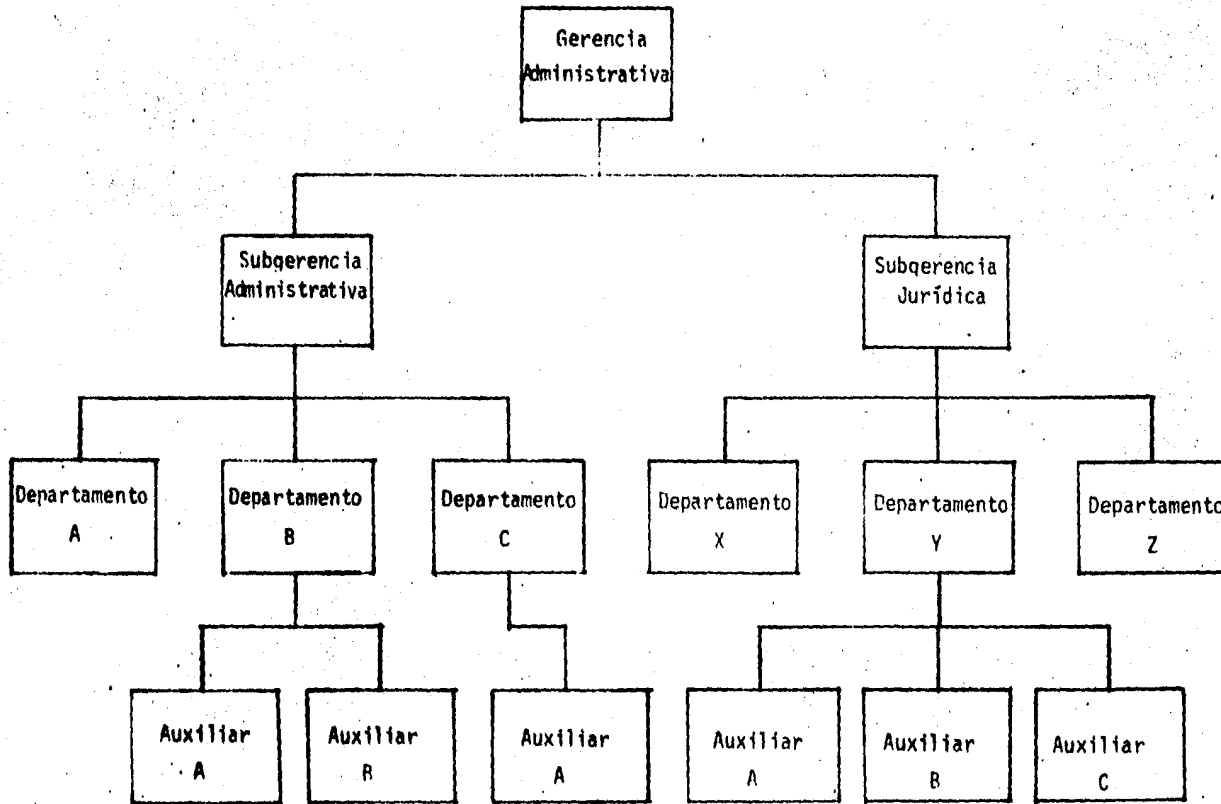 Gerencia
Administrativa
Subgerencia
Administrativa
Subgerencia
Jurídica
Departamento
A
Departamento
B
Departamento
C
Departamento
X
Departamento
Y
Departamento
Z
Auxiliar
A
Auxiliar
B
Auxiliar
A
Auxiliar
A
Auxiliar
B
Auxiliar
C